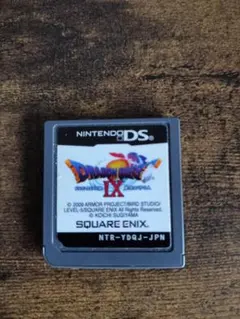 NINTENDO DS
DRAGON QUEST
IX
© 2009 ARMOR PROJECT/BIRD STUDIO/
LEVEL-5/SQUARE ENIX All Rights Reserved.
© KOICHI SUGIYAMA
SQUARE ENIX
NTR-YDQJ-JPN